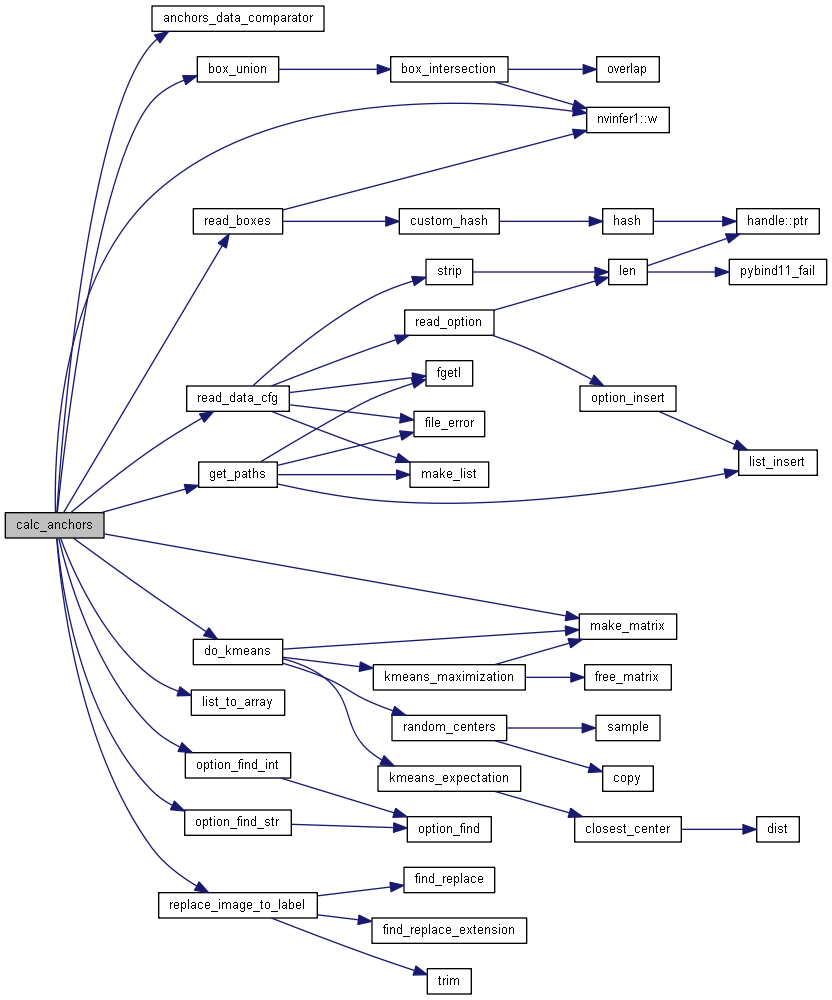 anchors_data_comparator
box_union
box_intersection
overlap
nvinfer1::w
read_boxes
custom_hash
hash
handle::ptr
strip
len
pybind11_fail
read_option
fgetl
read_data_cfg
option_insert
file_error
get_paths
make_list
list_insert
calc_anchors
make_matrix
do_kmeans
kmeans_maximization
free_matrix
list_to_array
random_centers
sample
option_find_int
kmeans_expectation
copy
option_find_str
option_find
closest_center
dist
find_replace
replace_image_to_label
find_replace_extension
trim